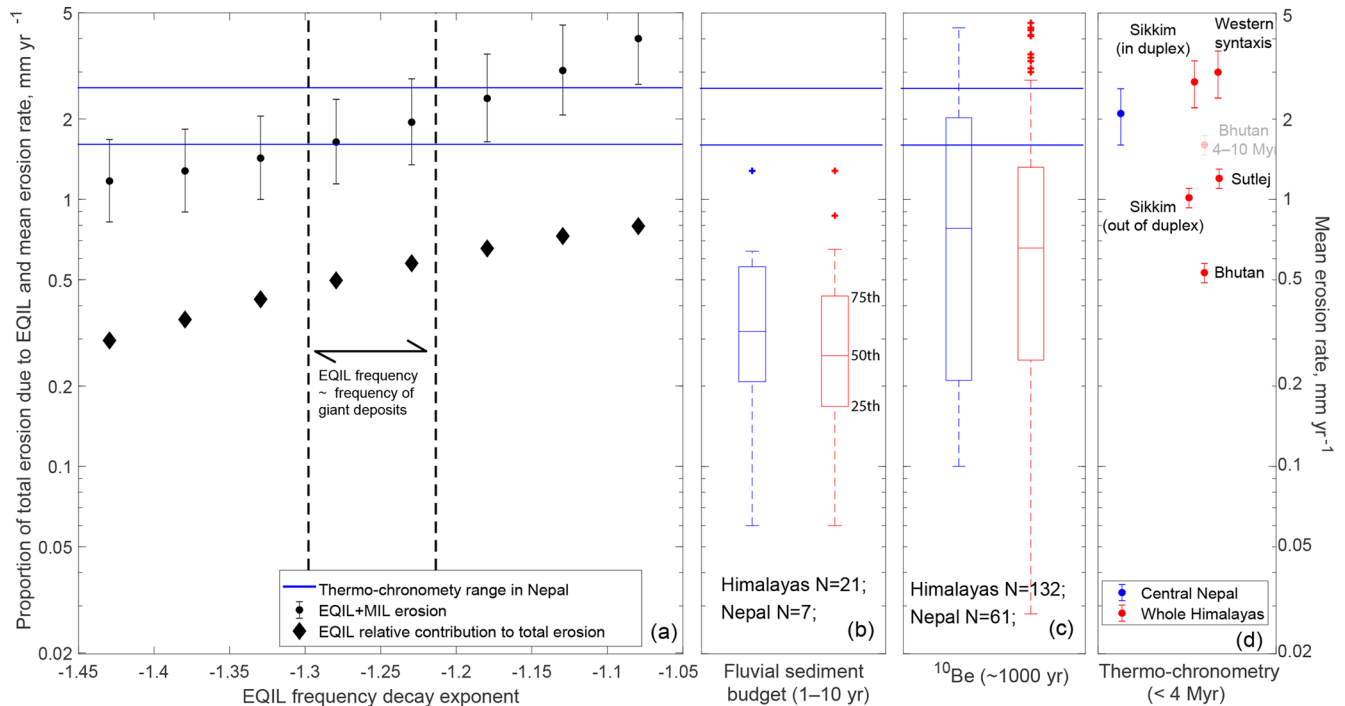 Proportion of total erosion due to EQIL and mean erosion rate, mm yr -1
5
2
1
0.5
0.2
0.1
0.05
0.02
-1.45
-1.4
-1.35
-1.3
-1.25
-1.2
-1.15
-1.1
-1.05
EQIL frequency decay exponent
EQIL frequency
~ frequency of
giant deposits
Thermo-chronomety range in Nepal
EQIL+MIL erosion
EQIL relative contribution to total erosion
(a)
75th
50th
25th
Himalayas N=21;
Nepal N=7;
(b)
Fluvial sediment
budget (1–10 yr)
Himalayas N=132;
Nepal N=61;
(c)
10Be (~1000 yr)
Sikkim
(in duplex)
Western
syntaxis
Bhutan
4–10 Myr
Sutlej
Sikkim
(out of duplex)
Bhutan
Central Nepal
Whole Himalayas
(d)
Thermo-chronometry
(< 4 Myr)
5
2
1
0.5
0.2
0.1
0.05
0.02
Mean erosion rate, mm yr-1